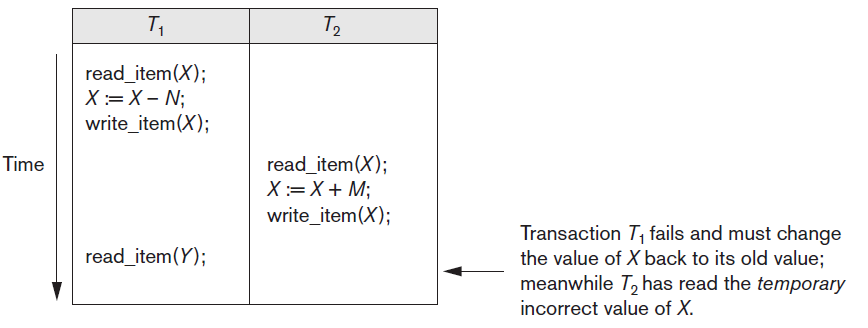 T1 T2
read_item(X);
X := X – N;
write_item(X);
Time
read_item(X);
X := X + M;
write_item(X);
read_item(Y);
Transaction T1 fails and must change
the value of X back to its old value;
meanwhile T2 has read the temporary
incorrect value of X.